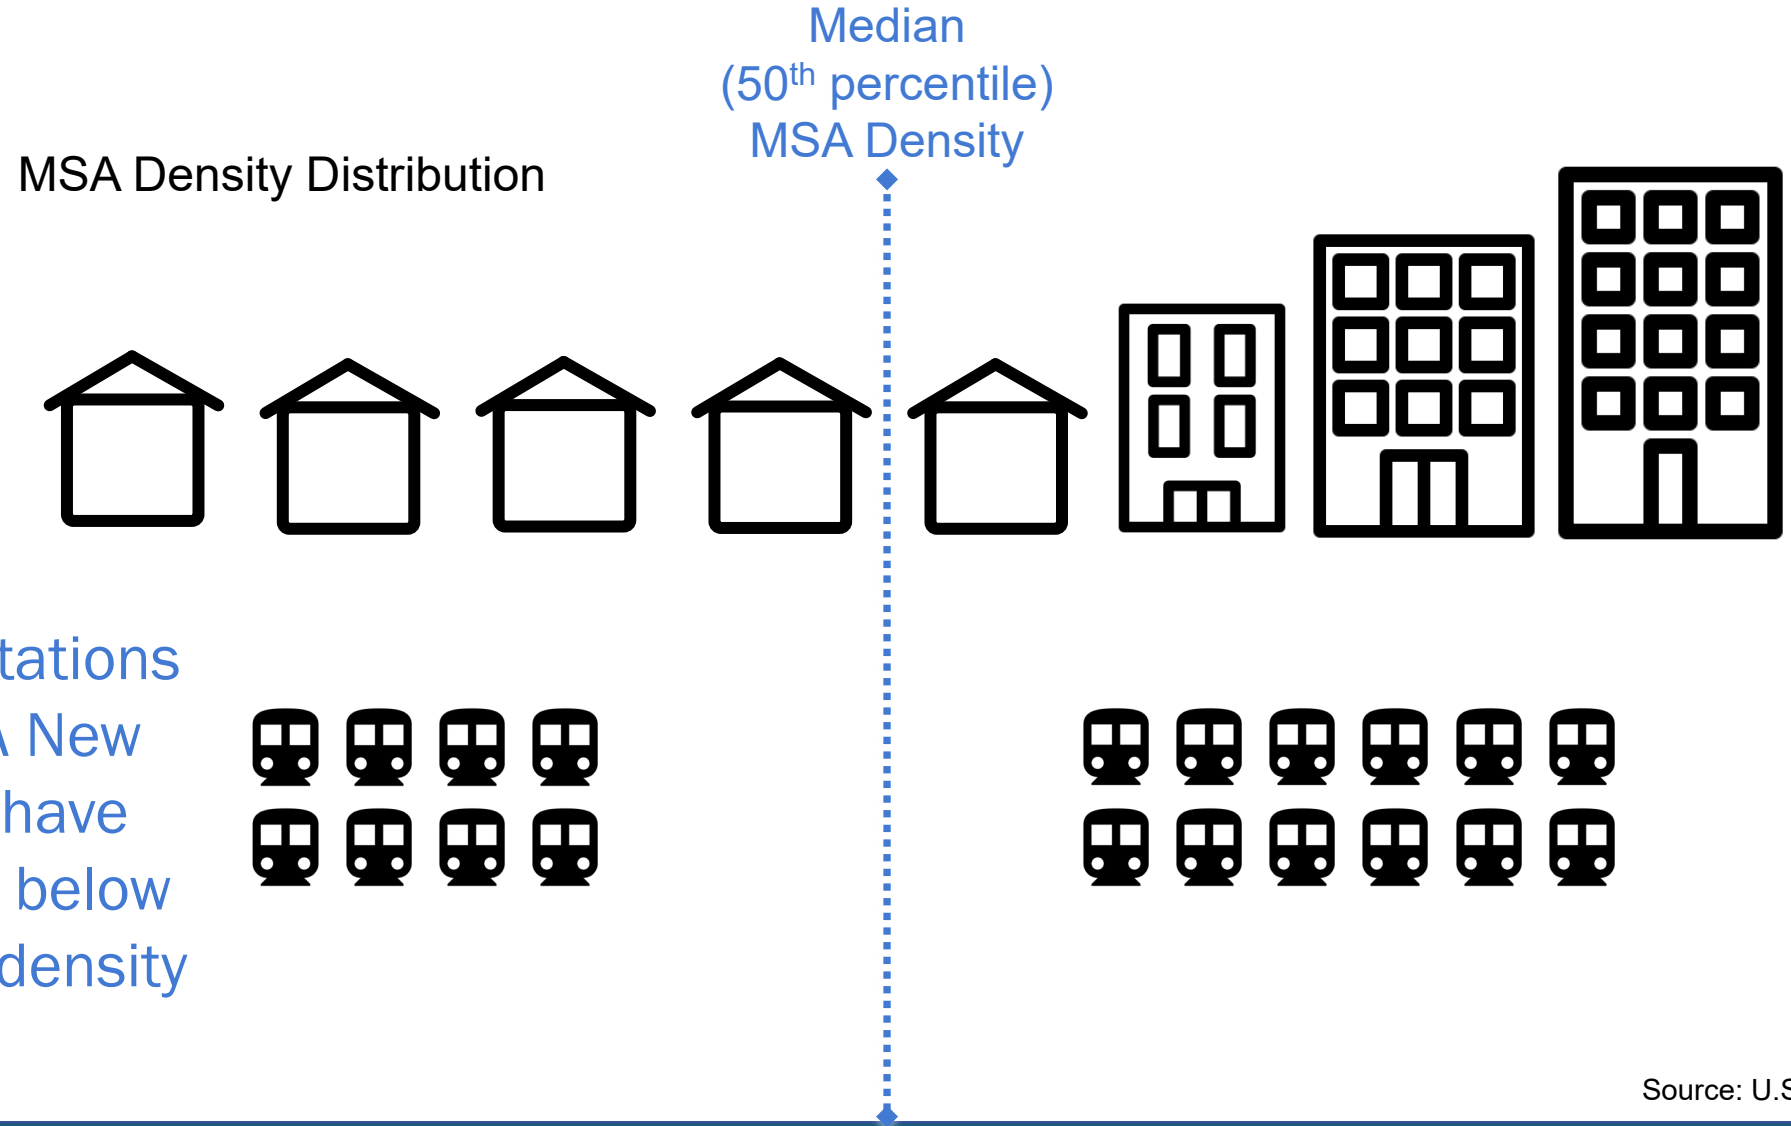 Median
(50th percentile)
MSA Density
MSA Density Distribution
tations
A New
have
below
density
Source: U.S